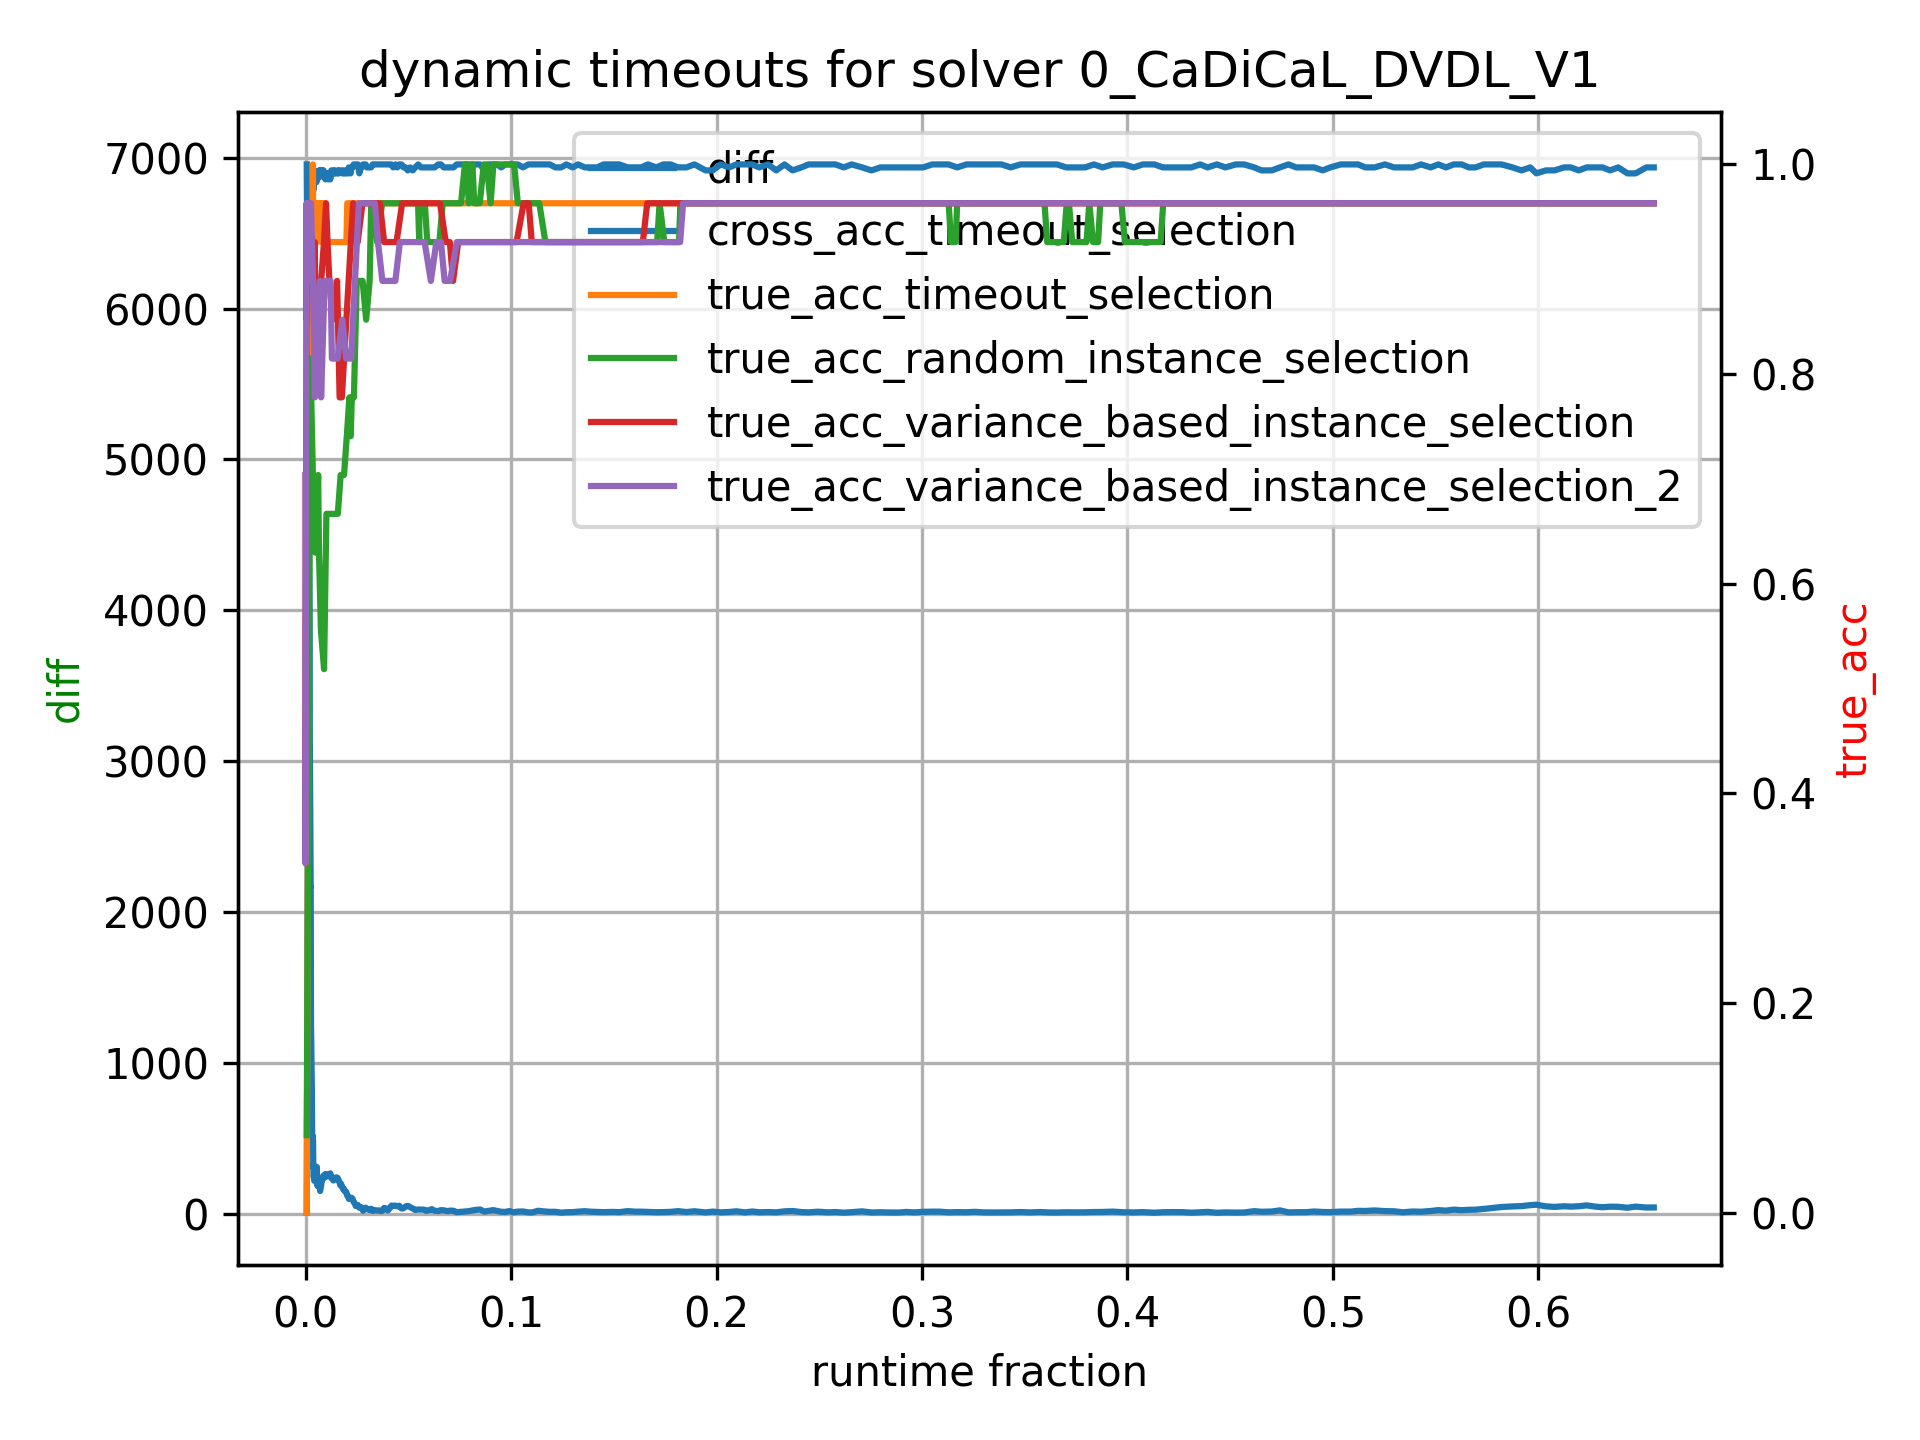 dynamic timeouts for solver 0_CaDiCaL_DVDL_V1
diff
cross_acc_timeout_selection
true_acc_timeout_selection
true_acc_random_instance_selection
true_acc_variance_based_instance_selection
true_acc_variance_based_instance_selection_2
7000
6000
5000
4000
3000
2000
1000
0
diff
1.0
0.8
0.6
0.4
0.2
0.0
true_acc
0.0 0.1 0.2 0.3 0.4 0.5 0.6
runtime fraction